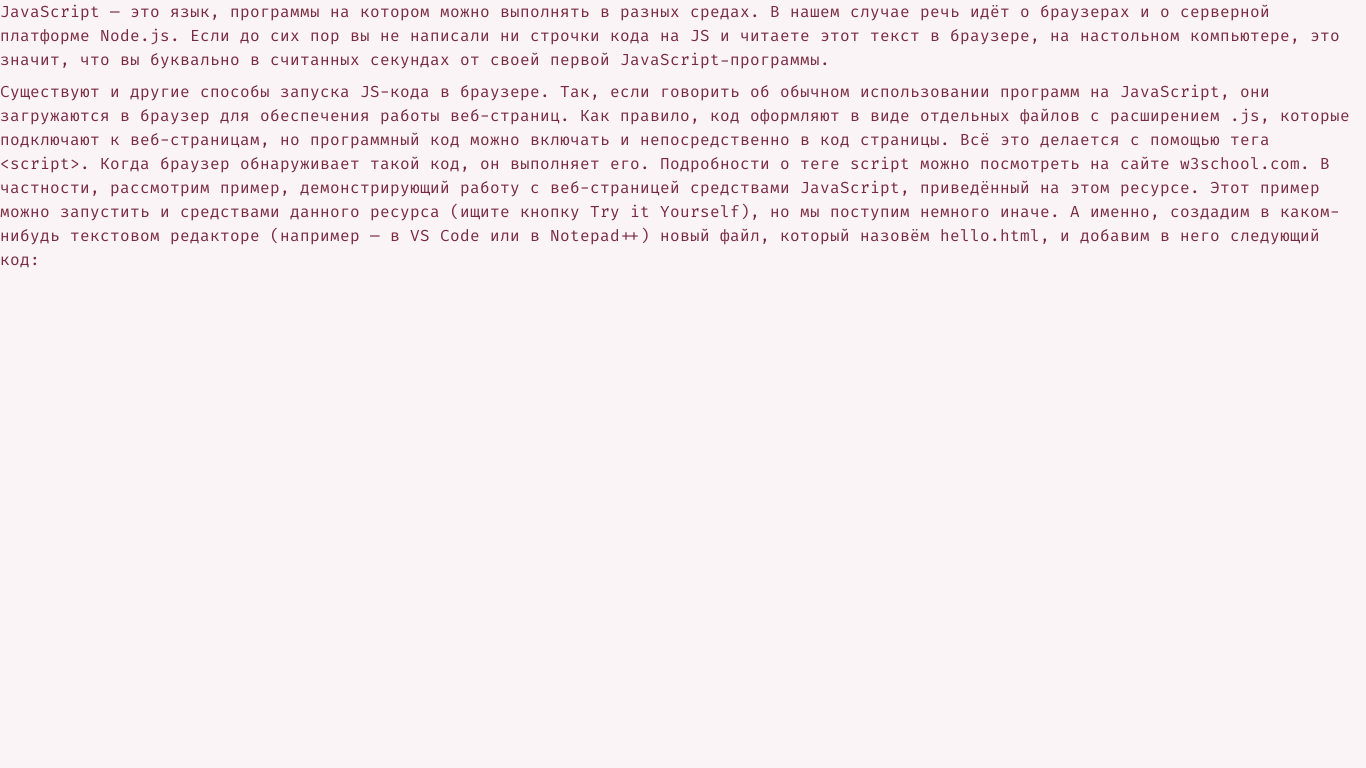 JavaScript — это язык, программы на котором можно выполнять в разных средах. В нашем случае речь идёт о браузерах и о серверной
платформе Node.js. Если до сих пор вы не написали ни строчки кода на JS и читаете этот текст в браузере, на настольном компьютере, это
значит, что вы буквально в считанных секундах от своей первой JavaScript-программы.
Существуют и другие способы запуска JS-кода в браузере. Так, если говорить об обычном использовании программ на JavaScript, они
загружаются в браузер для обеспечения работы веб-страниц. Как правило, код оформляют в виде отдельных файлов с расширением .js, которые
подключают к веб-страницам, но программный код можно включать и непосредственно в код страницы. Всё это делается с помощью тега
<script>. Когда браузер обнаруживает такой код, он выполняет его. Подробности о теге script можно посмотреть на сайте w3school.com. В
частности, рассмотрим пример, демонстрирующий работу с веб-страницей средствами JavaScript, приведённый на этом ресурсе. Этот пример
можно запустить и средствами данного ресурса (ищите кнопку Try it Yourself), но мы поступим немного иначе. А именно, создадим в каком-
нибудь текстовом редакторе (например — в VS Code или в Notepad++) новый файл, который назовём hello.html, и добавим в него следующий
код: